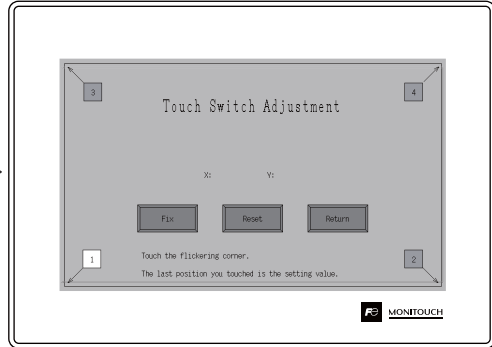 3
4
Touch Switch Adjustment
X: Y:
Fix Reset Return
1
Touch the flickering corner.
2
The last position you touched is the setting value.
Fe MONITOUCH